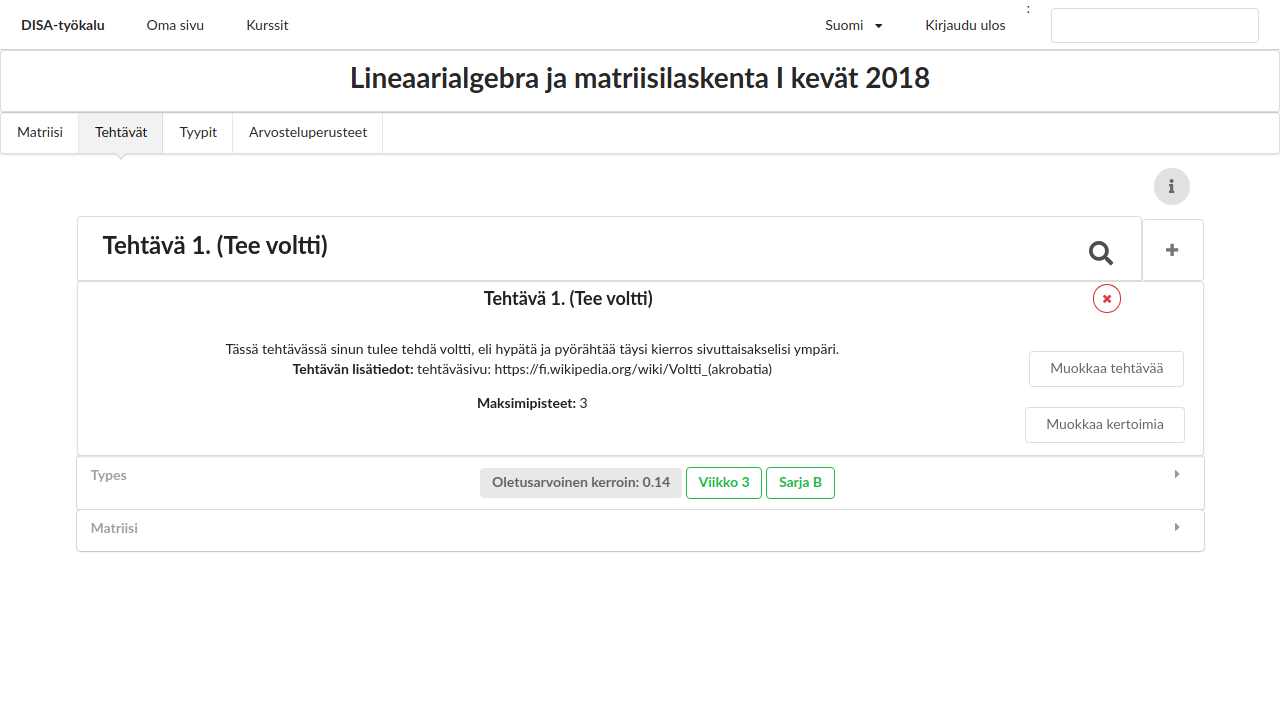 DISA-työkalu Oma sivu Kurssit Suomi Kirjaudu ulos :
Lineaarialgebra ja matriisilaskenta I kevät 2018
Matriisi Tehtävät Tyypit Arvosteluperusteet
Tehtävä 1. (Tee voltti)
Tehtävä 1. (Tee voltti)
Tässä tehtävässä sinun tulee tehdä voltti, eli hypätä ja pyörähtää täysi kierros sivuttaisakselisi ympäri.
Tehtävän lisätiedot: tehtäväsivu: https://fi.wikipedia.org/wiki/Voltti_(akrobatia)
Muokkaa tehtävää
Maksimipisteet: 3
Muokkaa kertoimia
Types Oletusarvoinen kerroin: 0.14 Viikko 3 Sarja B
Matriisi